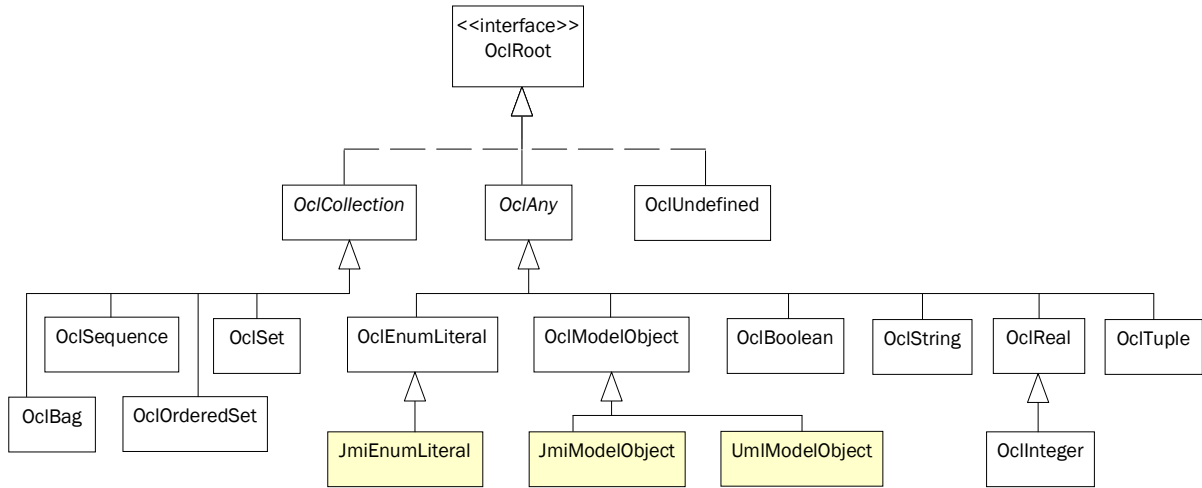 <<interface>>
OclRoot
OclCollection
OclAny
OclUndefined
OclSequence
OclSet
OclEnumLiteral
OclModelObject
OclBoolean
OclString
OclReal
OclTuple
OclBag
OclOrderedSet
JmiEnumLiteral
JmiModelObject
UmlModelObject
OclInteger